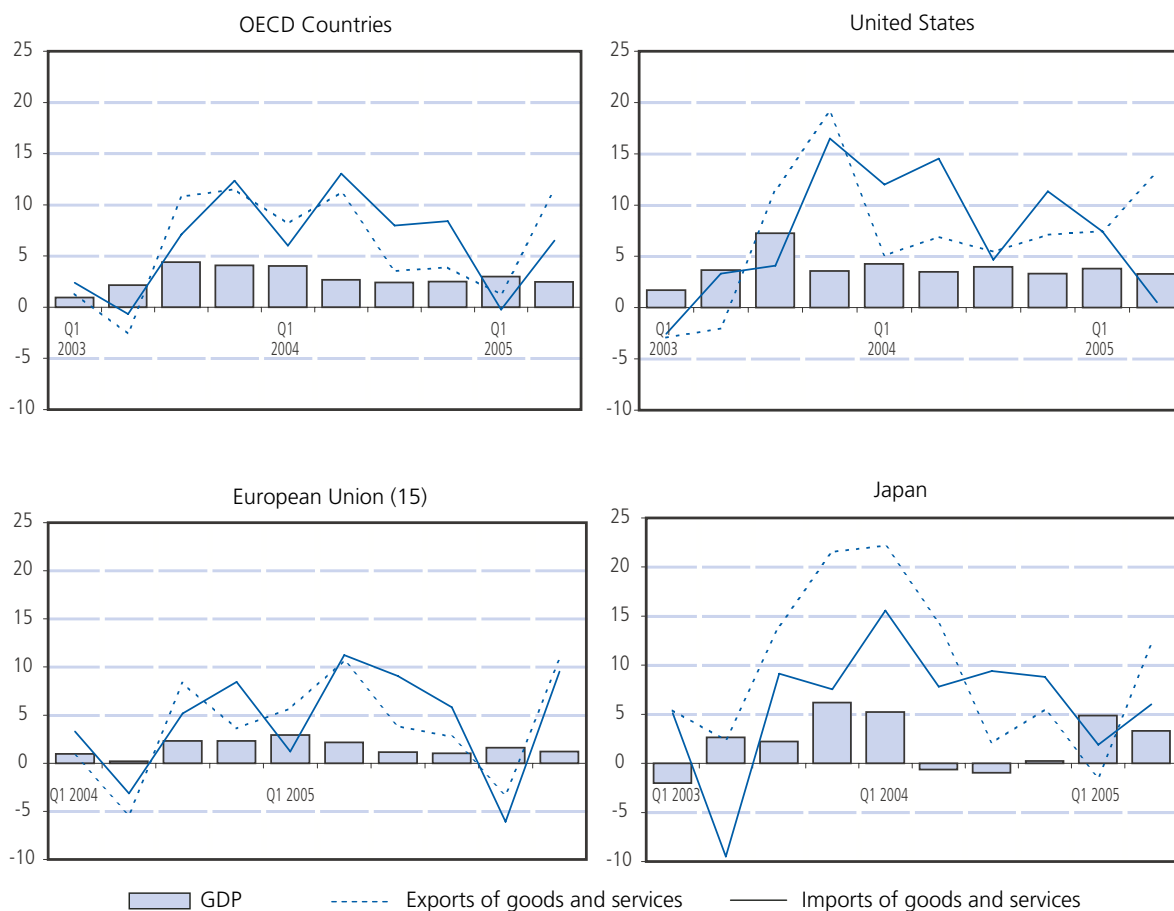 OECD Countries
25
20
15
10
5
0
-5
-10
Q1
2003
Q1
2004
Q1
2005
United States
25
20
15
10
5
0
-5
-10
Q1
2003
Q1
2004
Q1
2005
European Union (15)
25
20
15
10
5
0
-5
-10
Q1 2004
Q1 2005
Japan
25
20
15
10
5
0
-5
-10
Q1 2003
Q1 2004
Q1 2005
GDP
Exports of goods and services
Imports of goods and services